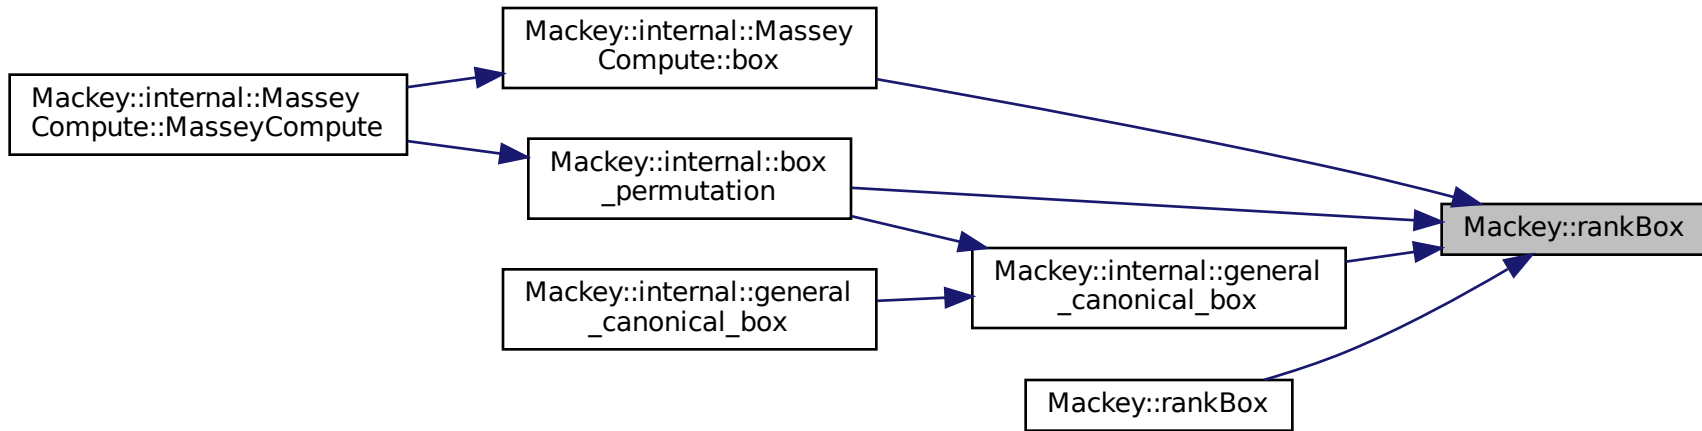 Mackey::internal::Massey
Compute::MasseyCompute
Mackey::internal::Massey
Compute::box
Mackey::internal::box
_permutation
Mackey::internal::general
_canonical_box
Mackey::internal::general
_canonical_box
Mackey::rankBox
Mackey::rankBox